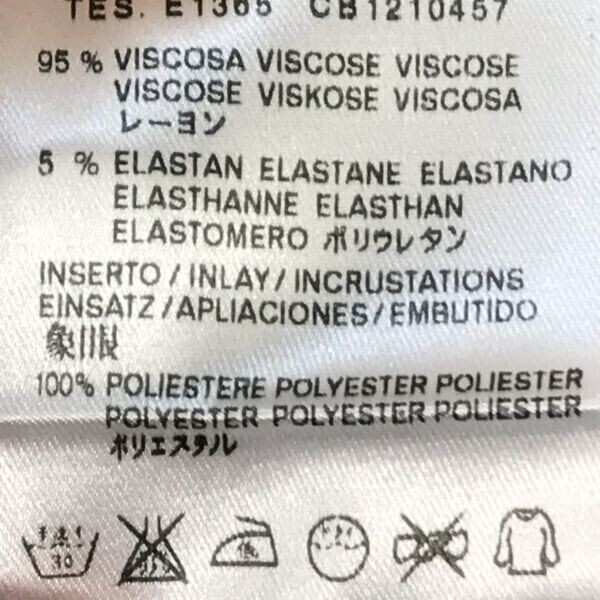 TES. E1365 CB1210457
95 % VISCOSA VISCOSE VISCOSE
VISCOSE VISKOSE VISCOSA
レーヨン
5 % ELASTAN ELASTANE ELASTANO
ELASTHANNE ELASTHAN
ELASTOMERO ポリウレタン
INSERTO / INLAY / INCRUSTATIONS
EINSATZ / APLIACIONES / EMBUTIDO
100% POLIESTERE POLYESTER POLIESTER
POLYESTER POLYESTER POLIESTER
ポリエステル
30